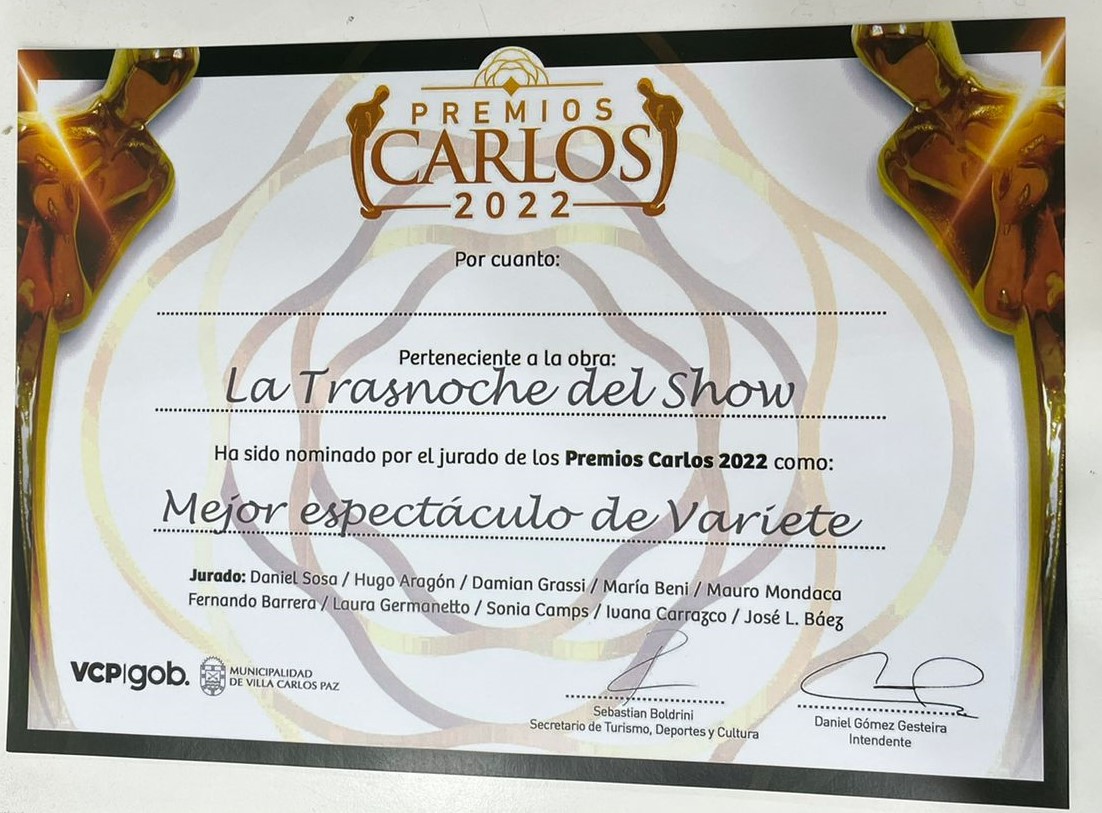 PREMIOS
CARLOS
2022
Por cuanto:
Perteneciente a la obra:
La Trasnoche del Show
Ha sido nominado por el jurado de los Premios Carlos 2022 como:
Mejor espectáculo de Variete
Jurado: Daniel Sosa / Hugo Aragón / Damian Grassi / María Beni / Mauro Mondaca
Fernando Barrera / Laura Germanetto / Sonia Camps / Iuana Carrazco / José L. Báez
VCP|gob.
MUNICIPALIDAD
DE VILLA CARLOS PAZ
Sebastian Boldrini
Secretario de Turismo, Deportes y Cultura
Daniel Gómez Gesteira
Intendente